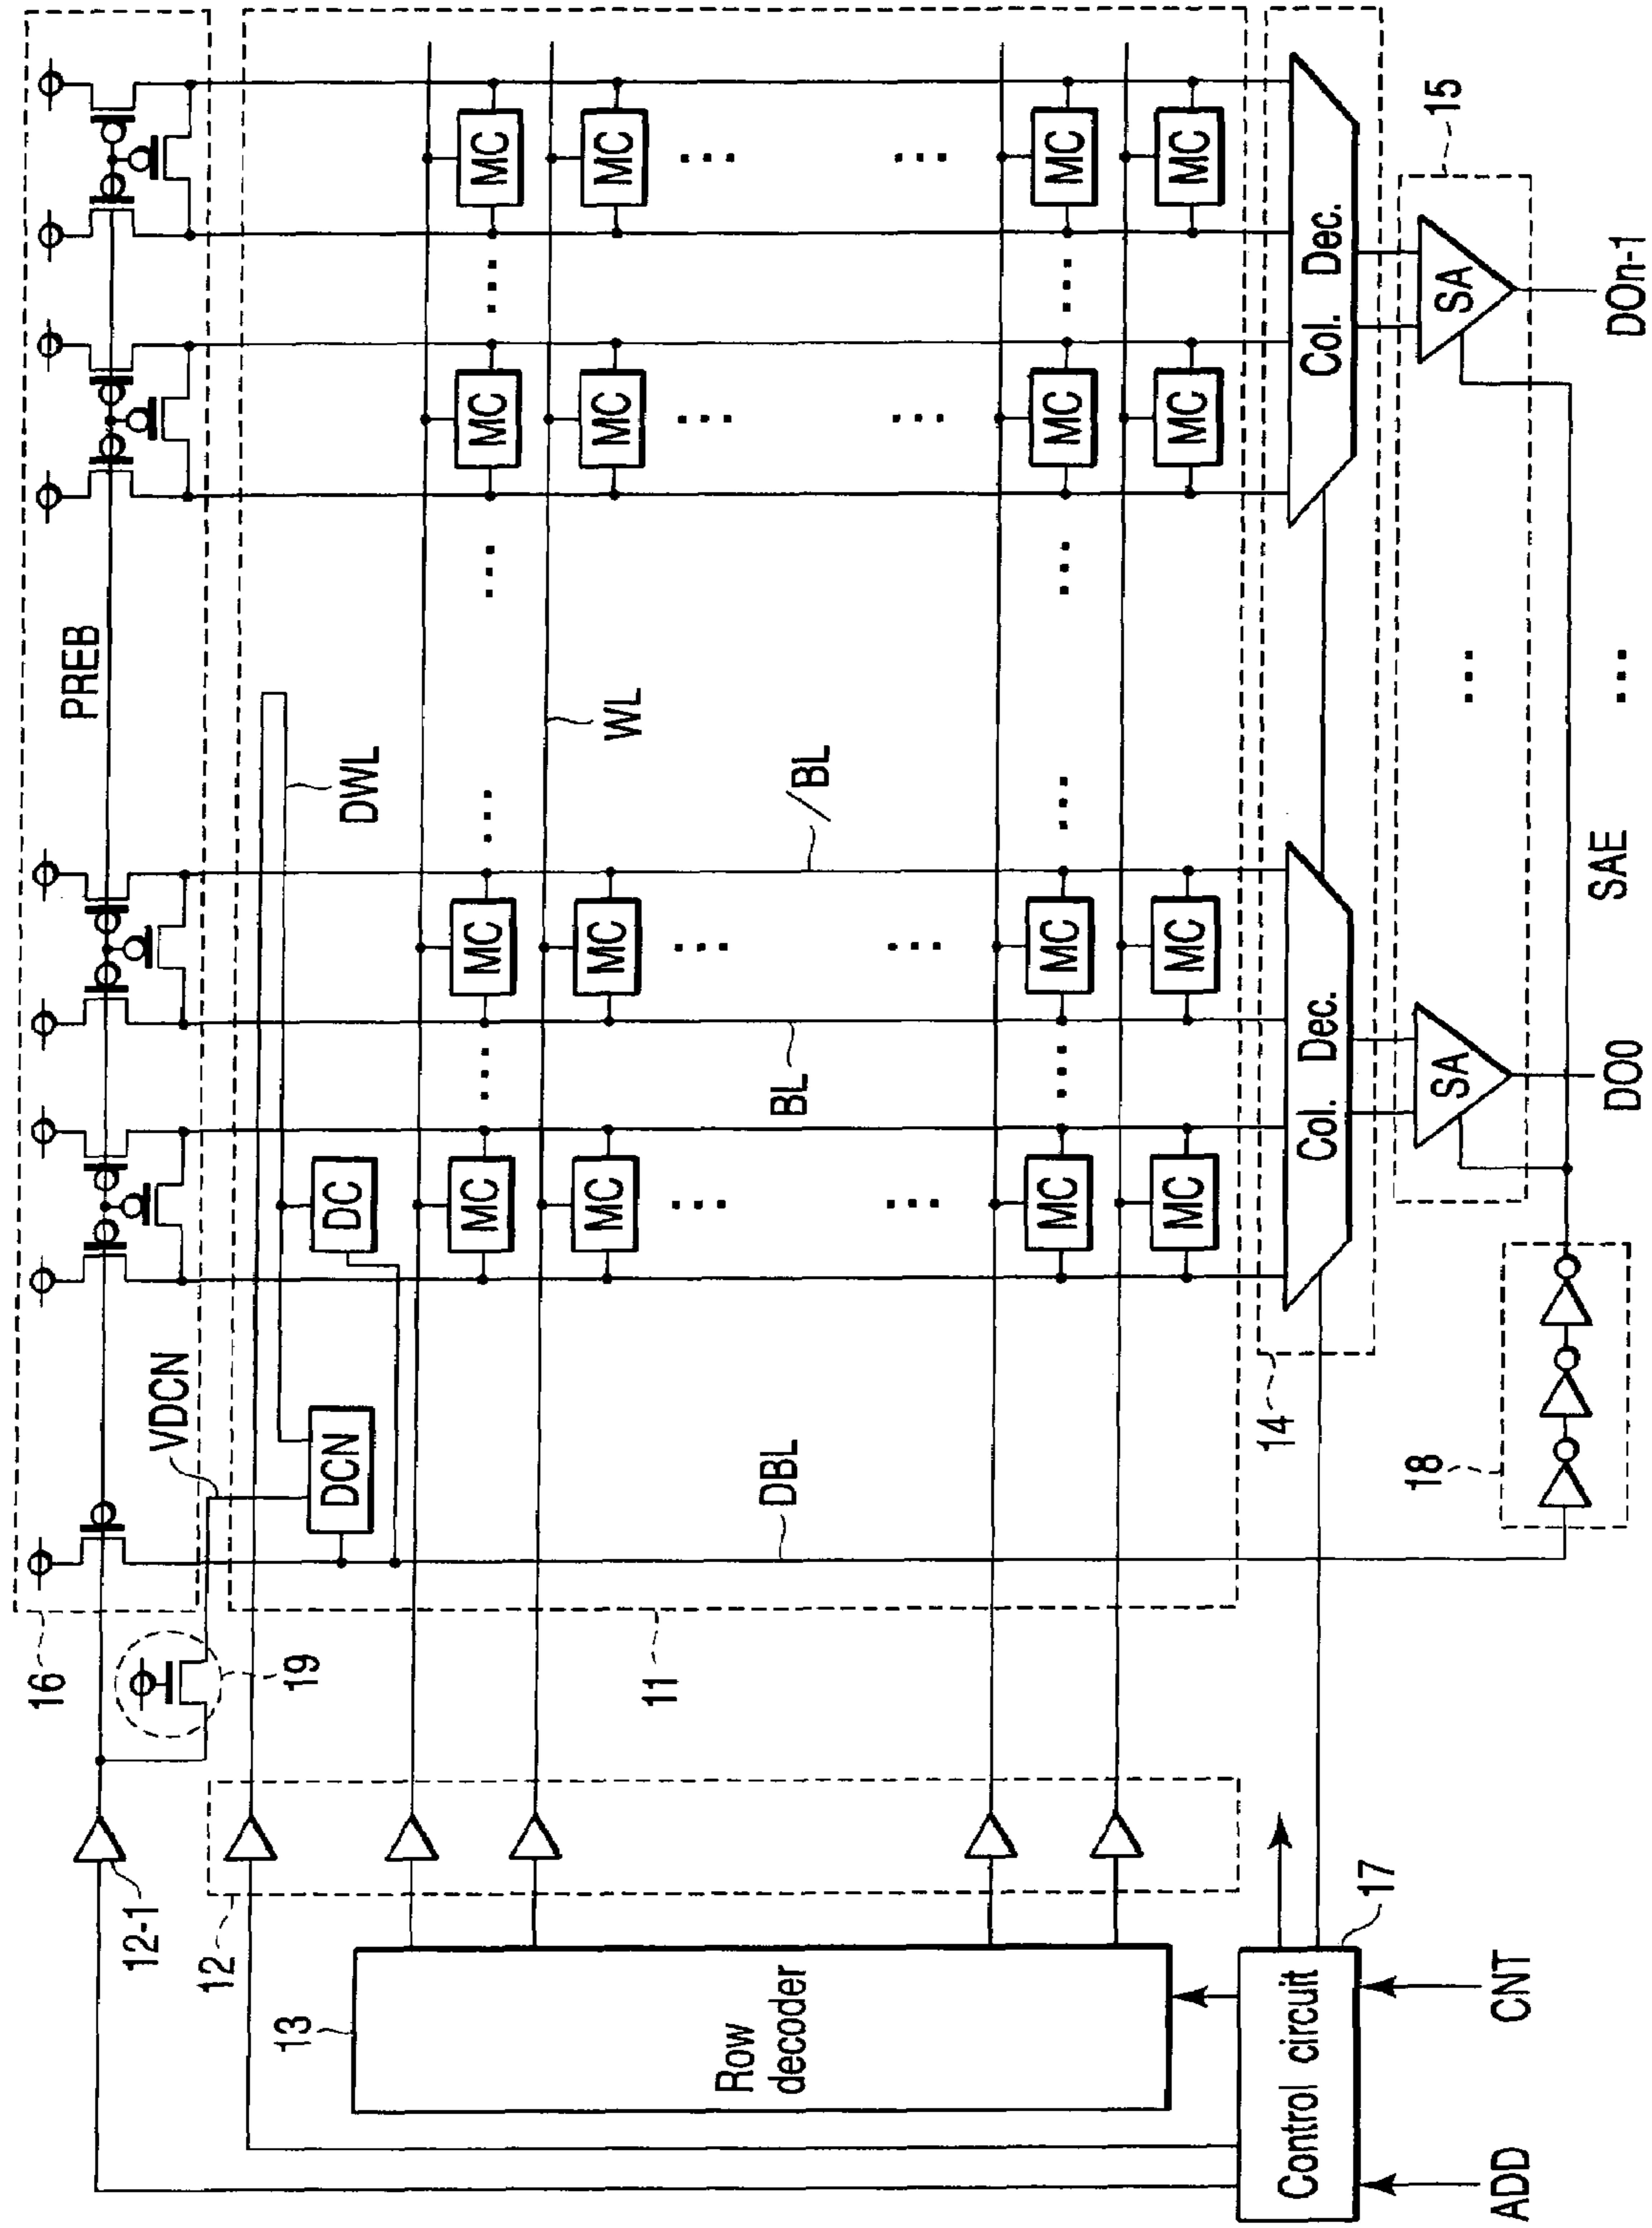 16
PREB
12-1
VDCN
12
13
19
DCN
DC
DWL
MC
MC
MC
MC
MC
MC
MC
MC
WL
11
Row
decoder
DBL
BL
/BL
MC
MC
MC
MC
MC
MC
MC
MC
14
Control circuit
Col. Dec.
Col. Dec.
17
18
15
SA
SA
ADD
CNT
SAE
DO0
DOn-1